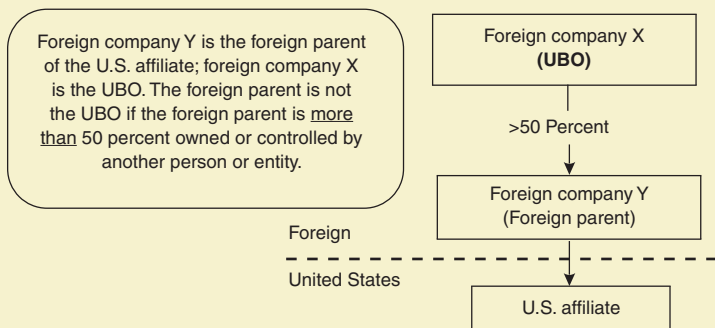 Foreign company Y is the foreign parent
of the U.S. affiliate; foreign company X
is the UBO. The foreign parent is not
the UBO if the foreign parent is more
than 50 percent owned or controlled by
another person or entity.
Foreign company X
(UBO)
>50 Percent
Foreign company Y
(Foreign parent)
Foreign
United States
U.S. affiliate